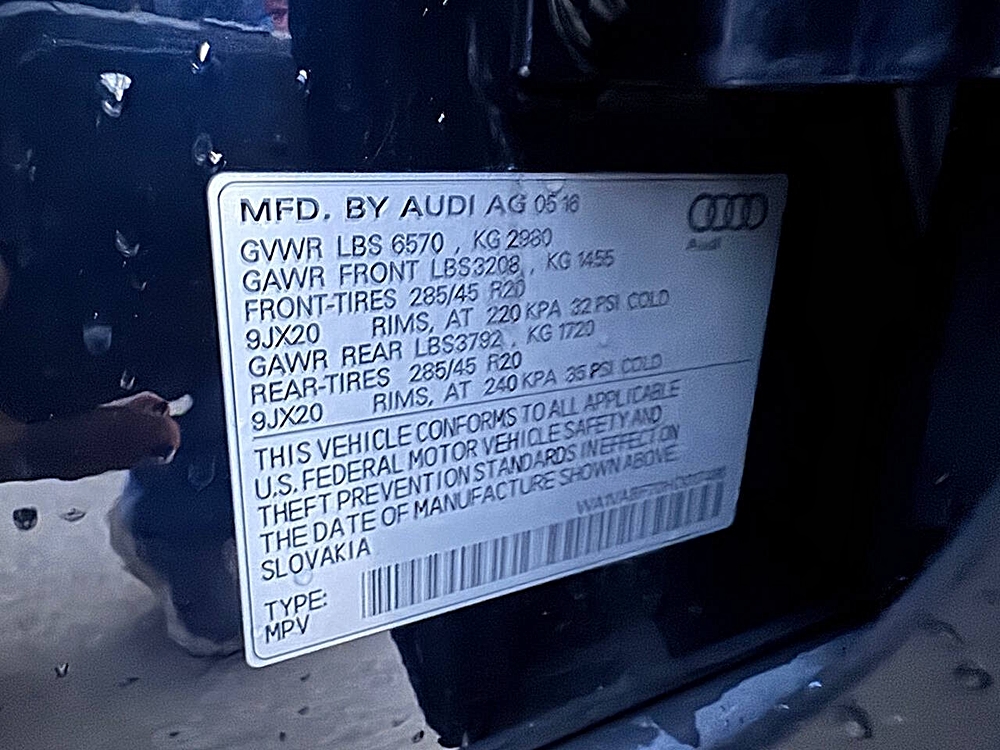 MFD. BY AUDI AG 05 16
Audi
GVWR LBS 6570 , KG 2980
GAWR FRONT LBS3208 , KG 1455
FRONT-TIRES 285/45 R20
9JX20 RIMS, AT 220 KPA 32 PSI COLD
GAWR REAR LBS3792 , KG 1720
REAR-TIRES 285/45 R20
9JX20 RIMS, AT 240 KPA 35 PSI COLD
THIS VEHICLE CONFORMS TO ALL APPLICABLE
U.S. FEDERAL MOTOR VEHICLE SAFETY AND
THEFT PREVENTION STANDARDS IN EFFECT ON
THE DATE OF MANUFACTURE SHOWN ABOVE.
SLOVAKIA
TYPE:
MPV